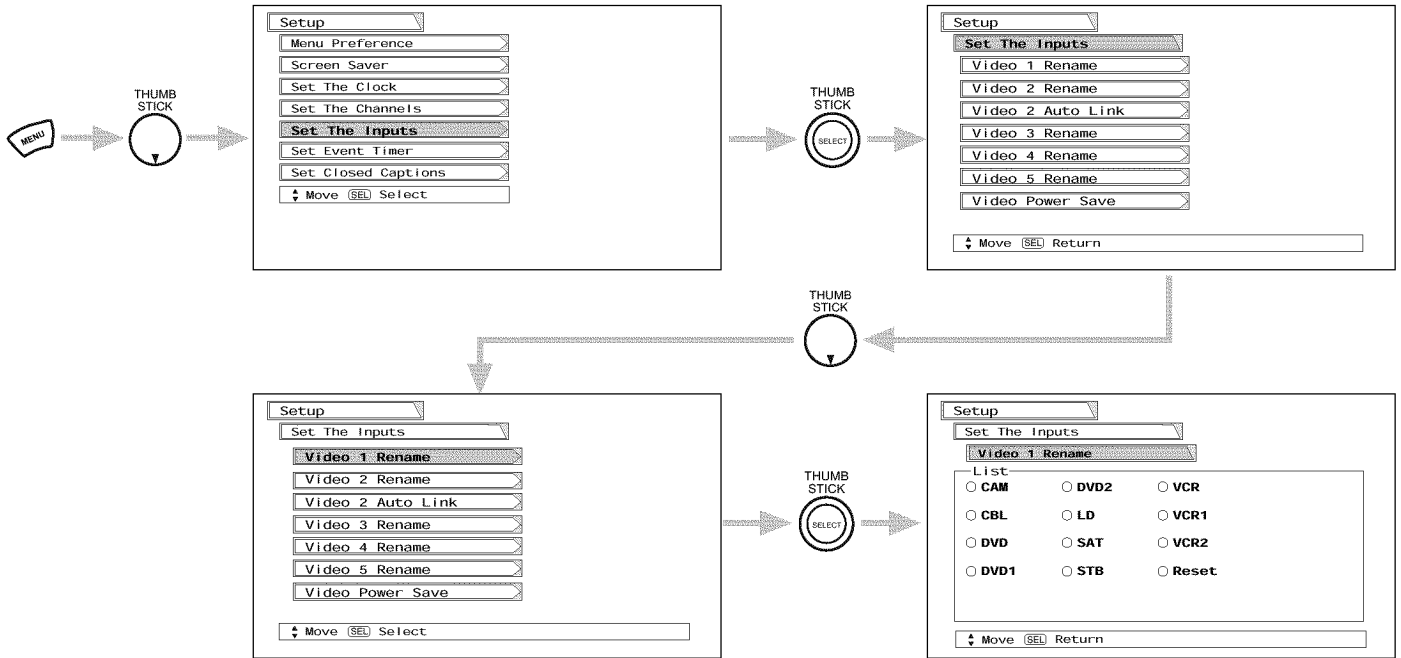 MENU
THUMB
STICK
Setup
Menu Preference
Screen Saver
Set The Clock
Set The Channels
Set The Inputs
Set Event Timer
Set Closed Captions
Move SEL Select
THUMB
STICK
SELECT
Setup
Set The Inputs
Video 1 Rename
Video 2 Rename
Video 2 Auto Link
Video 3 Rename
Video 4 Rename
Video 5 Rename
Video Power Save
Move SEL Return
THUMB
STICK
Setup
Set The Inputs
Video 1 Rename
Video 2 Rename
Video 2 Auto Link
Video 3 Rename
Video 4 Rename
Video 5 Rename
Video Power Save
Move SEL Select
THUMB
STICK
SELECT
Setup
Set The Inputs
Video 1 Rename
List
CAM DVD2 VCR
CBL LD VCR1
DVD SAT VCR2
DVD1 STB Reset
Move SEL Return